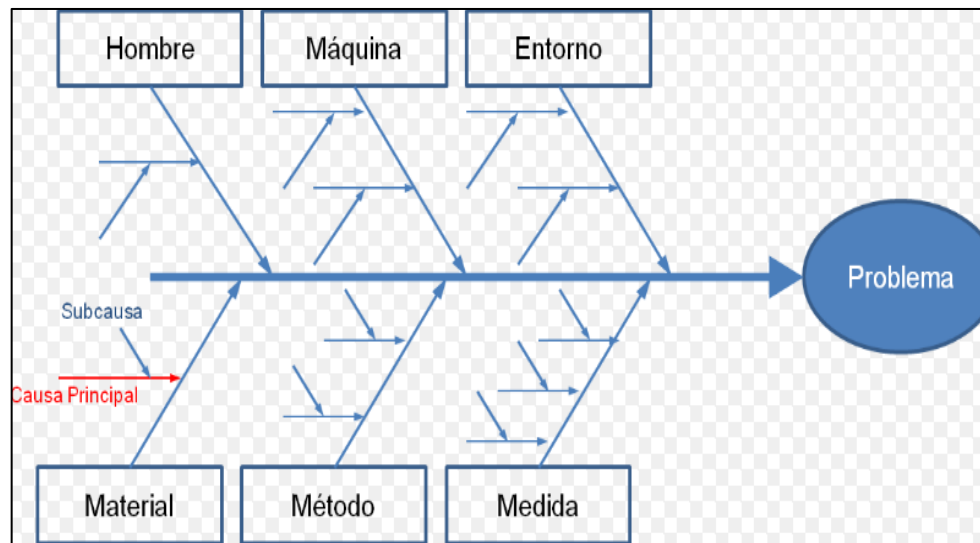 Hombre
Máquina
Entorno
Problema
Subcausa
Causa Principal
Material
Método
Medida